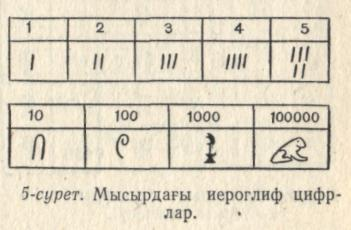 1 2 3 4 5
10 100 1000 100000
5-сурет. Мысырдағы иероглиф цифр-
лар.